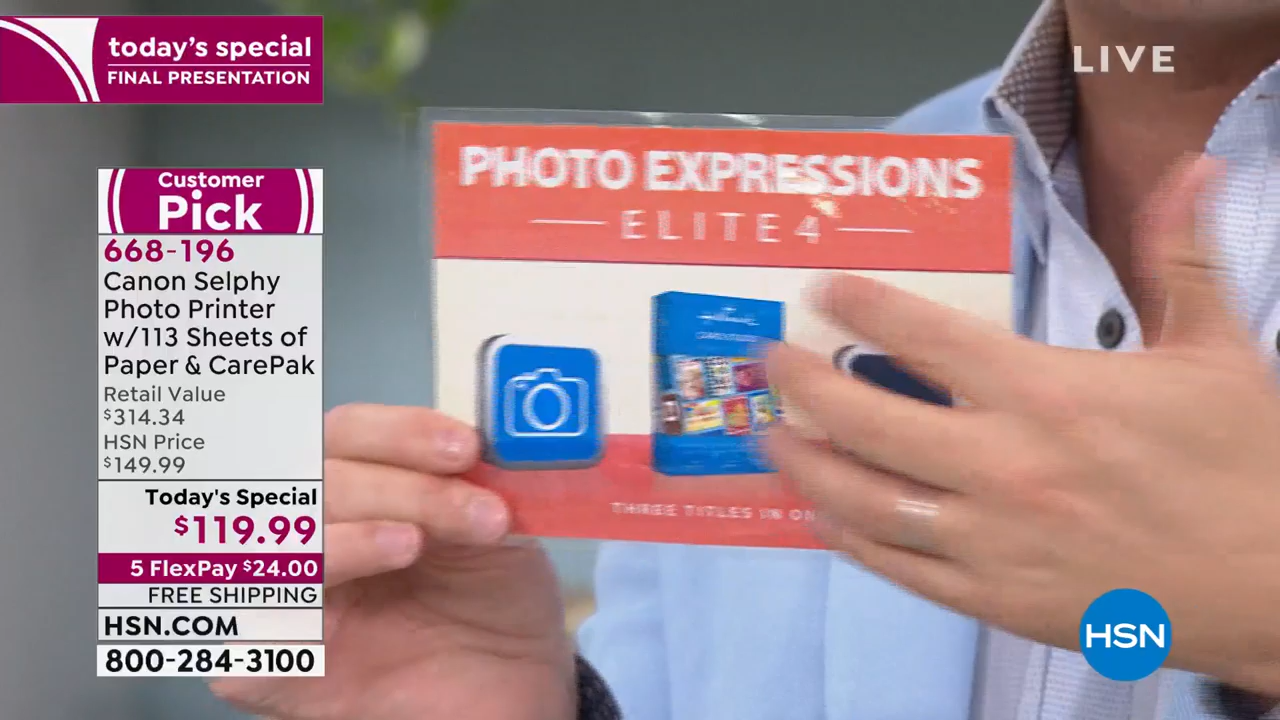 today's special
FINAL PRESENTATION
LIVE
Customer
Pick
668-196
Canon Selphy
Photo Printer
w/113 Sheets of
Paper & CarePak
Retail Value
$314.34
HSN Price
$149.99
Today's Special
$119.99
5 FlexPay $24.00
FREE SHIPPING
HSN.COM
800-284-3100
PHOTO EXPRESSIONS
ELITE 4
Hallmark
THREE TITLES IN
HSN